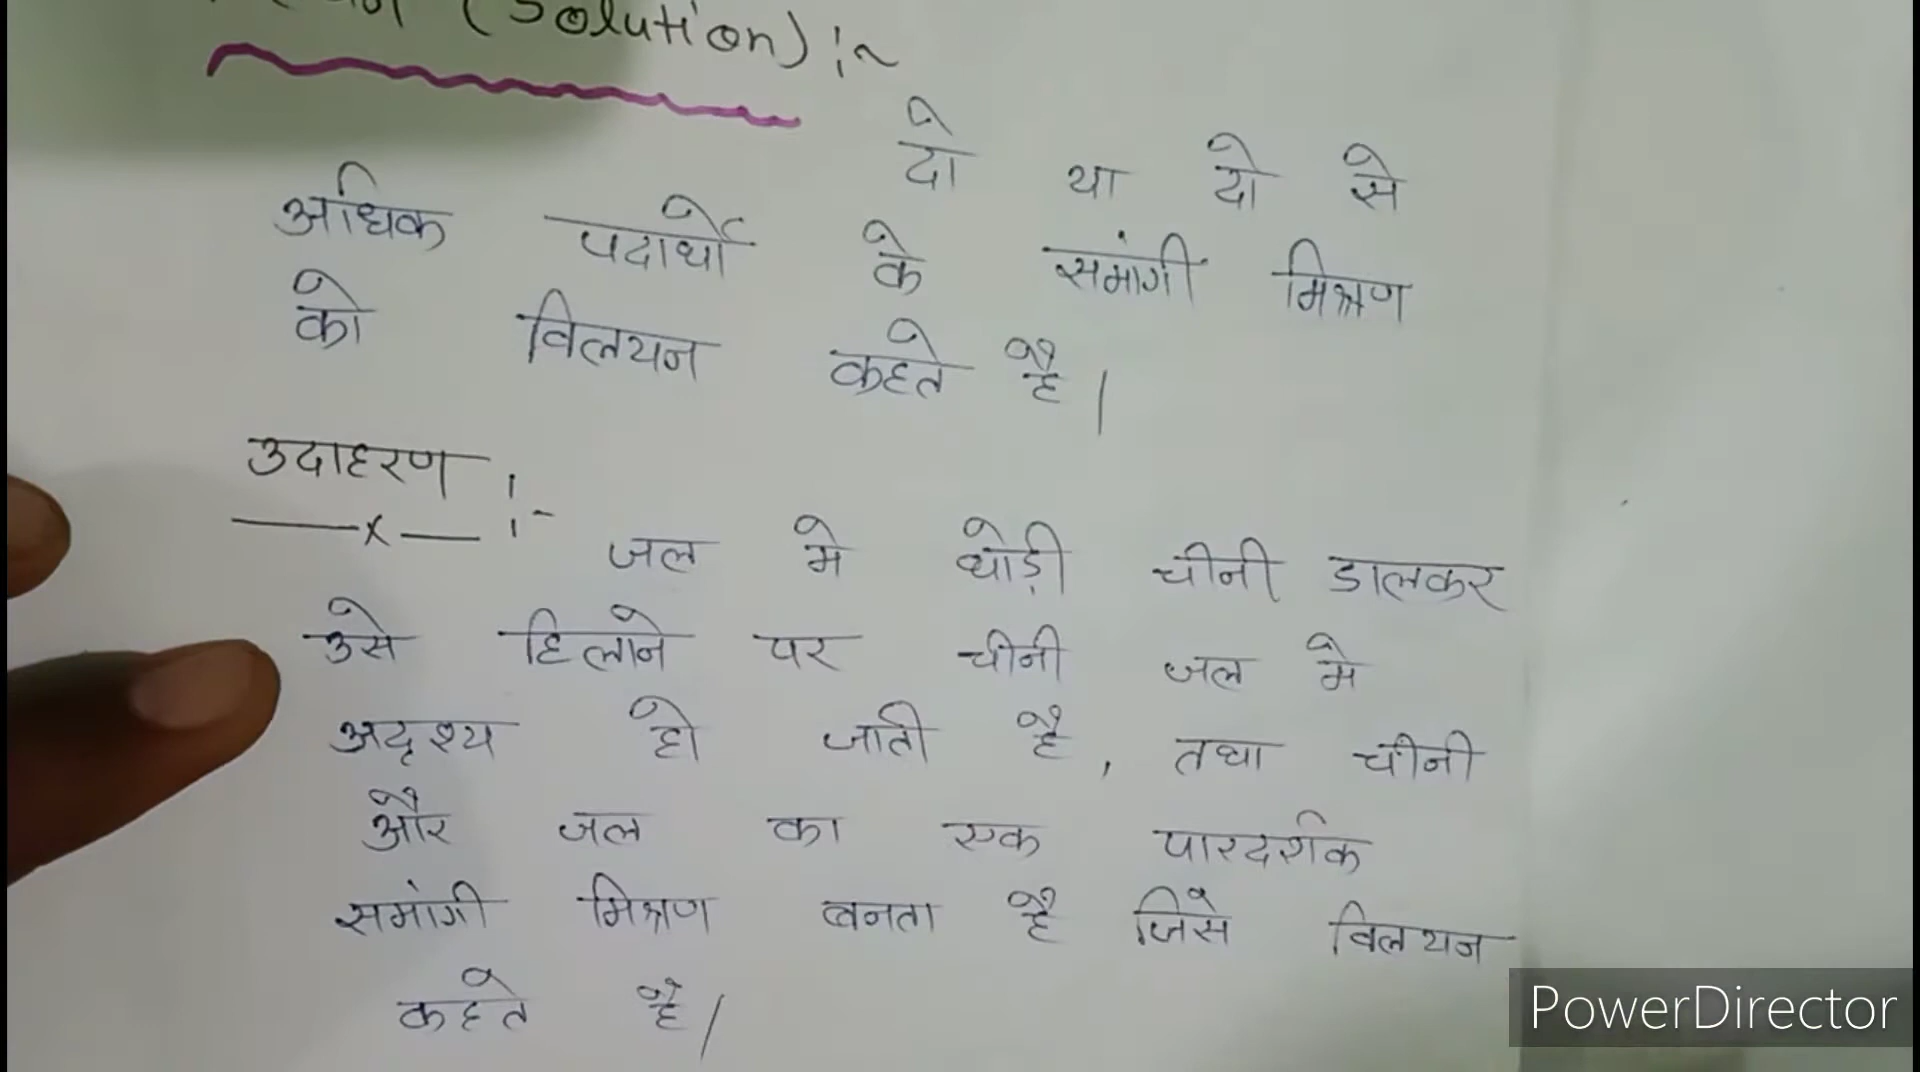 (Solution) :~
दो या दो से
अधिक पदार्थो के समांगी मिश्रण
को विलयन कहते है।
उदाहरण :-
जल मे थोड़ी चीनी डालकर
उसे हिलाने पर चीनी जल मे
अदृश्य हो जाती है, तथा चीनी
और जल का एक पारदर्शक
समांगी मिश्रण बनता है जिसे विलयन
कहते है।
PowerDirector